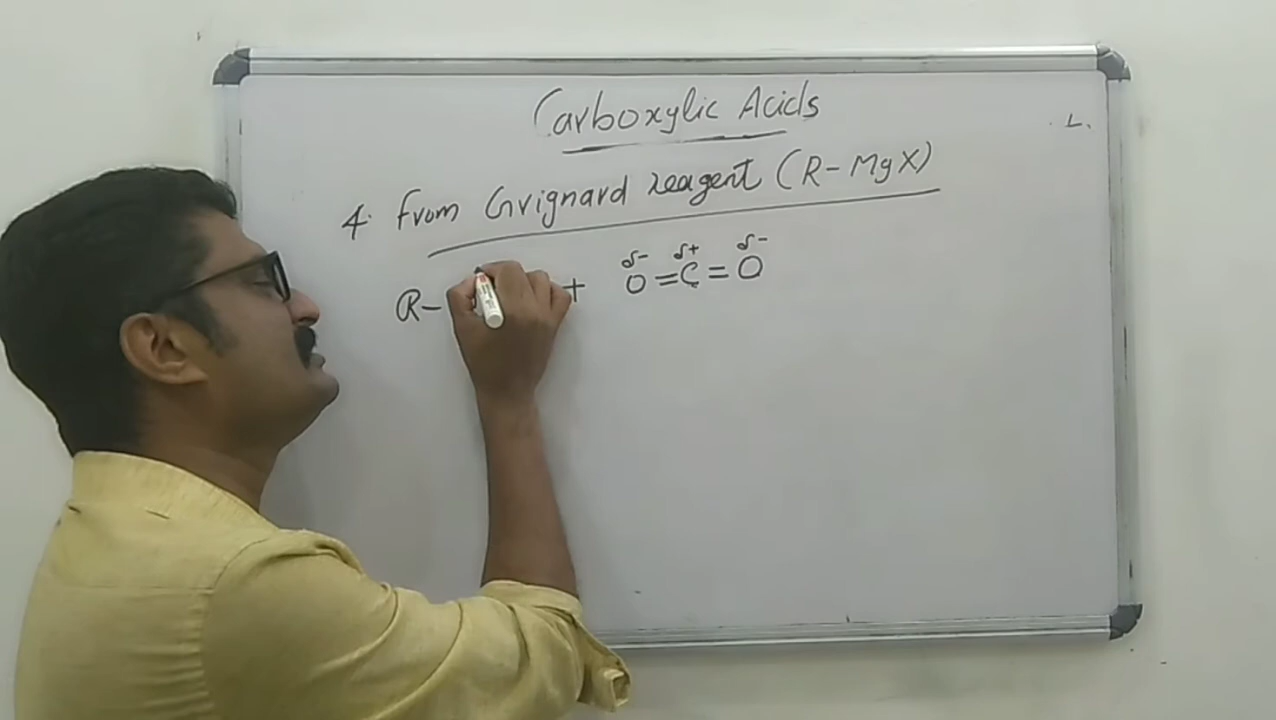 Carboxylic Acids
L.
4. From Grignard reagent (R-MgX)
R- + O=C=O
δ- δ+ δ-